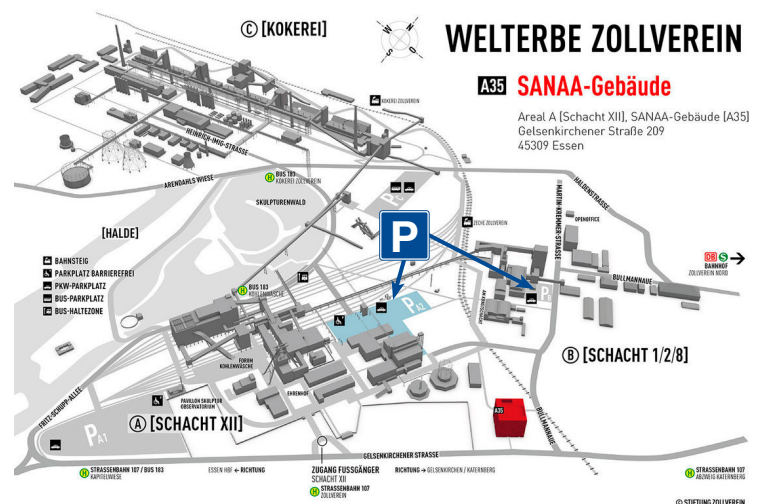 C [KOKEREI]
N
W
S
O
WELTERBE ZOLLVEREIN
A35 SANAA-Gebäude
Areal A [Schacht XII], SANAA-Gebäude [A35]
Gelsenkirchener Straße 209
45309 Essen
KOKEREI ZOLLVEREIN
HEINRICH-IMIG-STRASSE
ARENDAHLS WIESE
H BUS 183
KOKEREI ZOLLVEREIN
SKULPTURENWALD
PC
P
ZECHE ZOLLVEREIN
MARTIN-KREMMER-STRASSE
HALDENSTRASSE
OPENOFFICE
DB S
BAHNHOF
ZOLLVEREIN NORD
BULLMANNAUE
[HALDE]
BAHNSTEIG
PARKPLATZ BARRIEREFREI
PKW-PARKPLATZ
BUS-PARKPLATZ
BUS-HALTEZONE
H BUS 183
KOHLENWÄSCHE
PA2
B [SCHACHT 1/2/8]
FORUM
KOHLENWÄSCHE
EHRENHOF
FRITZ-SCHUPP-ALLEE
PAVILLON SKULPTUR
OBSERVATORIUM
A [SCHACHT XII]
PA1
A35
BULLMANNAUE
GELSENKIRCHENER STRASSE
H STRASSENBAHN 107 / BUS 183
KAPITELWIESE
ESSEN HBF ← RICHTUNG
ZUGANG FUSSGÄNGER
SCHACHT XII
H STRASSENBAHN 107
ZOLLVEREIN
RICHTUNG → GELSENKIRCHEN / KATERNBERG
H STRASSENBAHN 107
ABZWEIG KATERNBERG
© STIFTUNG ZOLLVEREIN